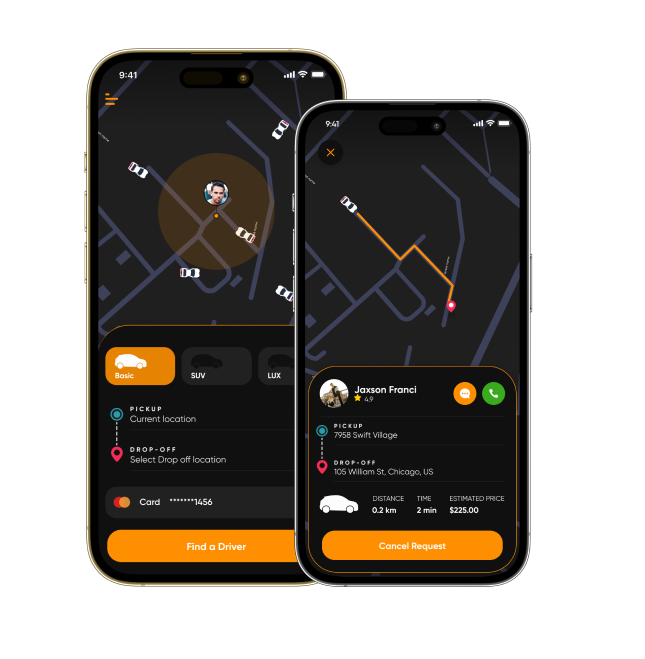 9:41
Basic
SUV
LUX
PICKUP
Current location
DROP-OFF
Select Drop off location
Card *******1456
Find a Driver
9:41
Jaxson Franci
4.9
PICKUP
7958 Swift Village
DROP-OFF
105 William St, Chicago, US
DISTANCE TIME ESTIMATED PRICE
0.2 km 2 min $225.00
Cancel Request